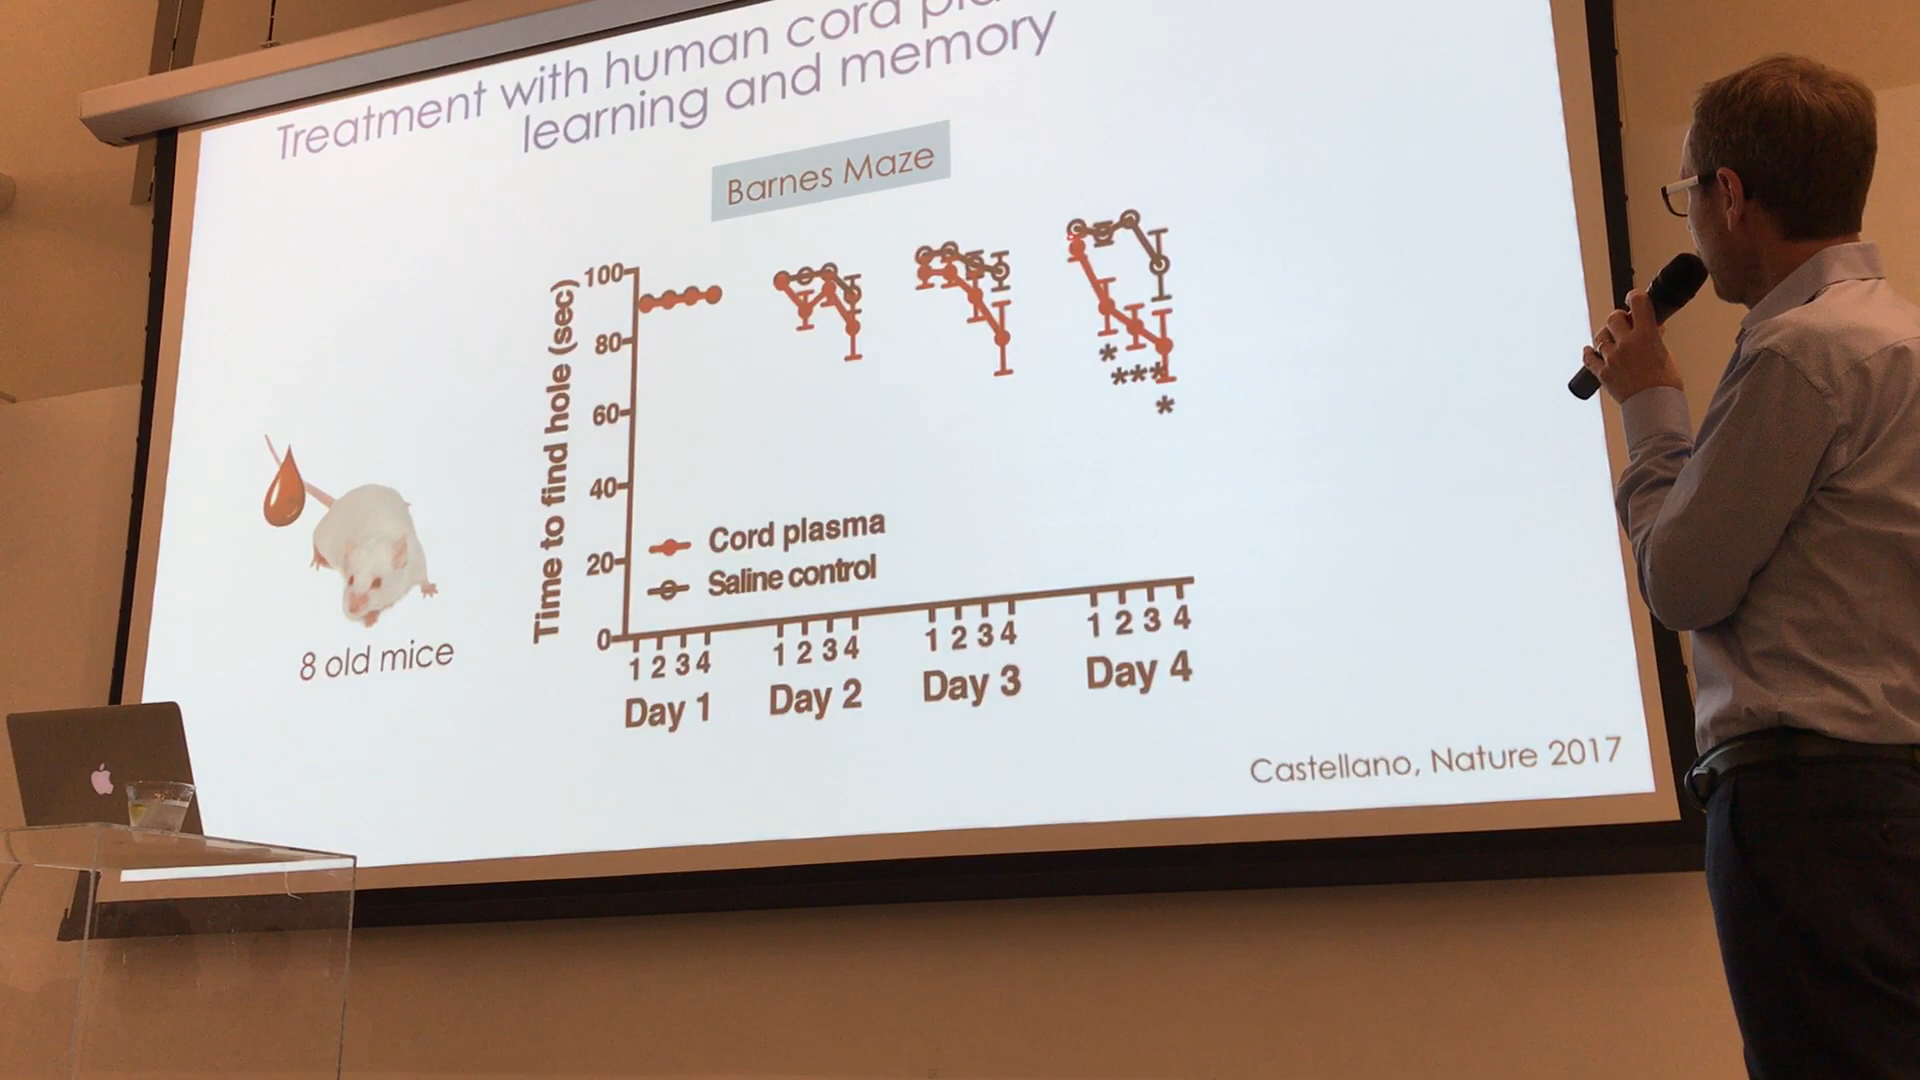 Treatment with human cord
learning and memory
Barnes Maze
Time to find hole (sec)
100
80
60
40
20
0
Cord plasma
Saline control
1 2 3 4 1 2 3 4 1 2 3 4 1 2 3 4
Day 1 Day 2 Day 3 Day 4
*
***
*
8 old mice
Castellano, Nature 2017